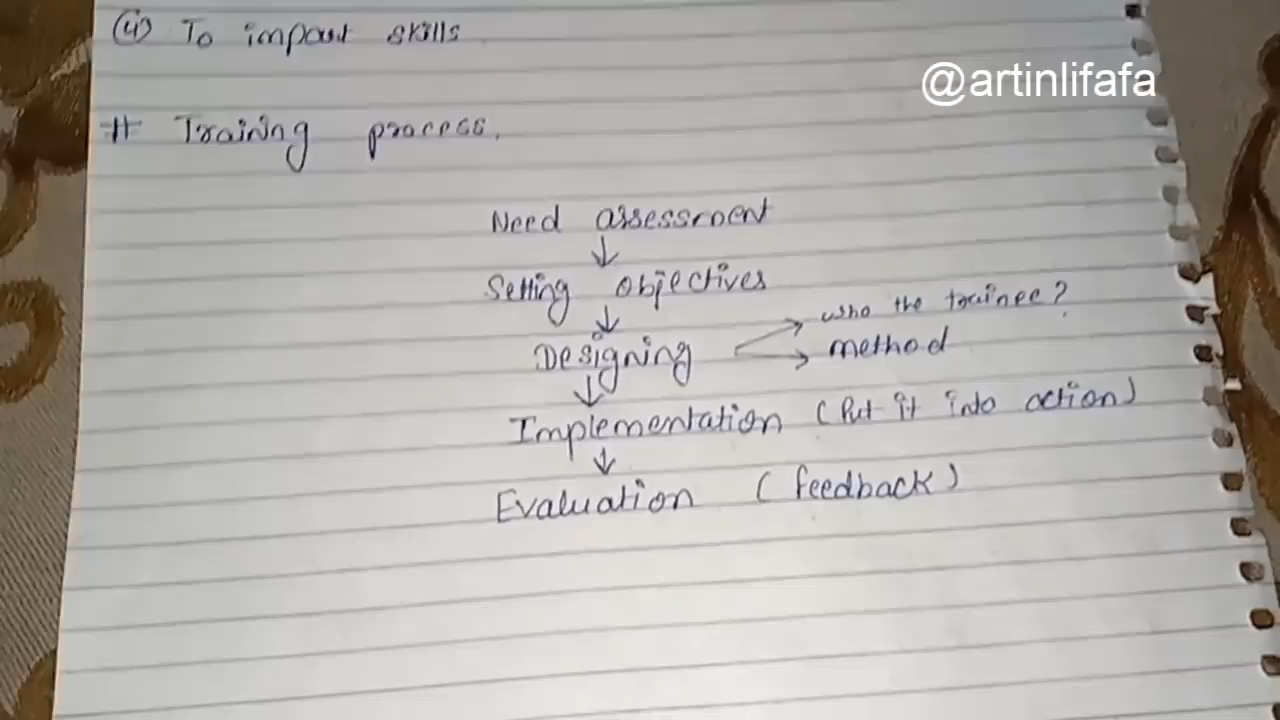 (ii) To impart skills
@artinlifafa
# Training process.
Need assessment
↓
Setting objectives
↓
Designing → who the trainee?
→ method
↓
Implementation (Put it into action)
↓
Evaluation (feedback)